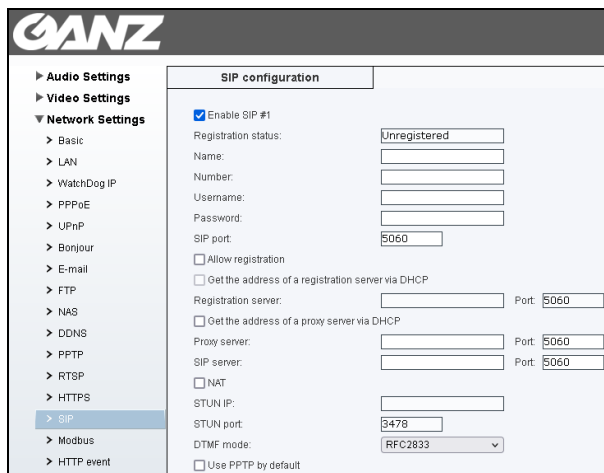 GANZ
Audio Settings
Video Settings
Network Settings
Basic
LAN
WatchDog IP
PPPoE
UPnP
Bonjour
E-mail
FTP
NAS
DDNS
PPTP
RTSP
HTTPS
SIP
Modbus
HTTP event
SIP configuration
Enable SIP #1
Registration status: Unregistered
Name:
Number:
Username:
Password:
SIP port: 5060
Allow registration
Get the address of a registration server via DHCP
Registration server: Port: 5060
Get the address of a proxy server via DHCP
Proxy server: Port: 5060
SIP server: Port: 5060
NAT
STUN IP:
STUN port: 3478
DTMF mode: RFC2833
Use PPTP by default